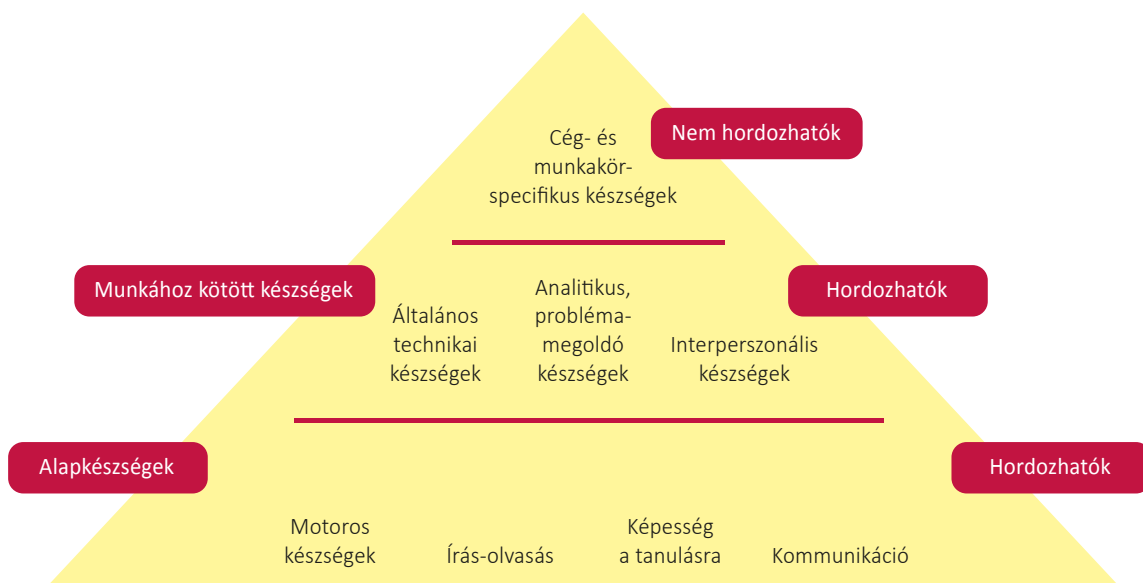 Nem hordozhatók
Cég- és
munkakör-
specifikus készségek
Munkához kötött készségek
Hordozhatók
Általános
technikai
készségek
Analitikus,
probléma-
megoldó
készségek
Interperszonális
készségek
Alapkészségek
Hordozhatók
Motoros
készségek
Írás-olvasás
Képesség
a tanulásra
Kommunikáció